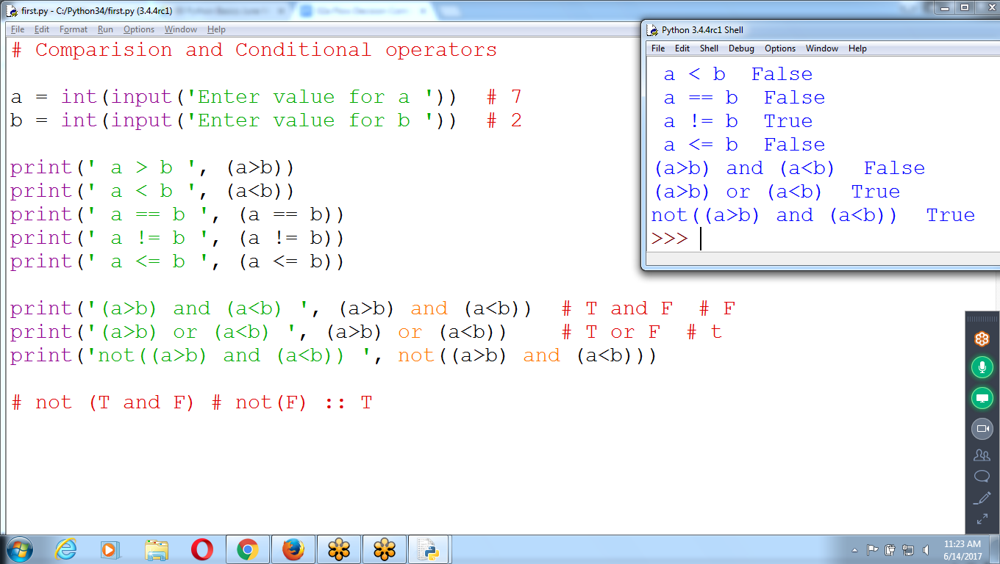 first.py - C:/Python34/first.py (3.4.4rc1)
File Edit Format Run Options Window Help
# Comparision and Conditional operators
a = int(input('Enter value for a ')) # 7
b = int(input('Enter value for b ')) # 2
print(' a > b ', (a>b))
print(' a < b ', (a<b))
print(' a == b ', (a == b))
print(' a != b ', (a != b))
print(' a <= b ', (a <= b))
print('(a>b) and (a<b) ', (a>b) and (a<b)) # T and F # F
print('(a>b) or (a<b) ', (a>b) or (a<b)) # T or F # t
print('not((a>b) and (a<b)) ', not((a>b) and (a<b)))
# not (T and F) # not(F) :: T
Python 3.4.4rc1 Shell
File Edit Shell Debug Options Window Help
a < b False
a == b False
a != b True
a <= b False
(a>b) and (a<b) False
(a>b) or (a<b) True
not((a>b) and (a<b)) True
>>>
11:23 AM
6/14/2017